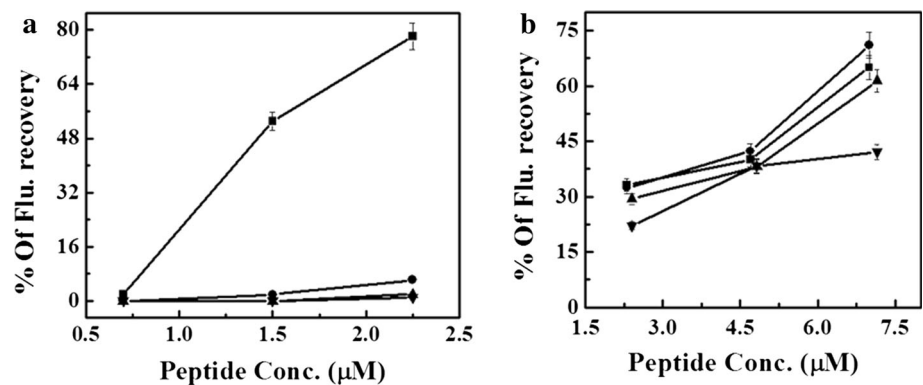 a
80
64
48
32
16
0
% Of Flu. recovery
0.5 1.0 1.5 2.0 2.5
Peptide Conc. (μM)
b
75
60
45
30
15
0
% Of Flu. recovery
1.5 3.0 4.5 6.0 7.5
Peptide Conc. (μM)